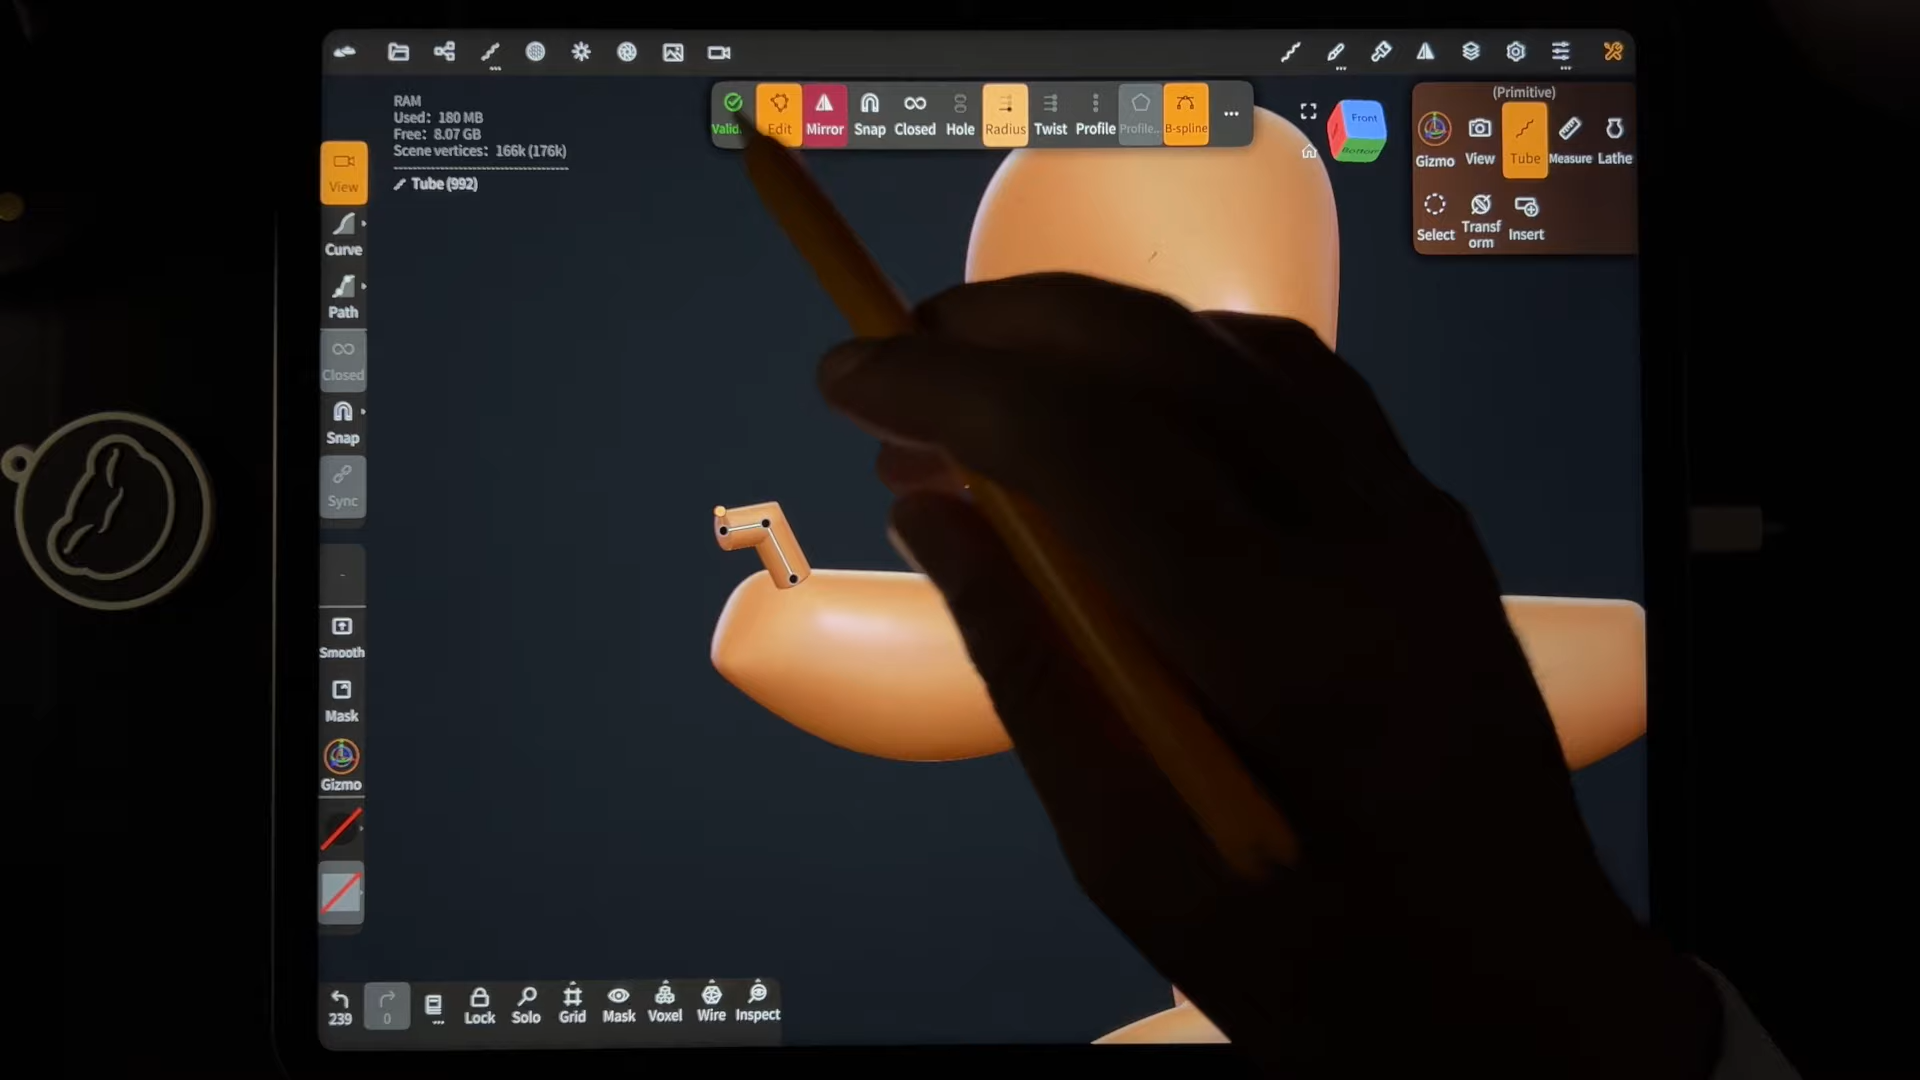 RAM
Used: 180 MB
Free: 8.07 GB
Scene vertices: 166k (176k)
Tube (992)
Edit
Mirror
Snap
Closed
Hole
Radius
Twist
Profile
Profile...
B-spline
...
Front
Bottom
(Primitive)
Gizmo
View
Tube
Measure
Lathe
Select
Transf
orm
Insert
View
Curve
Path
Closed
Snap
Sync
-
Smooth
Mask
Gizmo
239
0
Lock
Solo
Grid
Mask
Voxel
Wire
Inspect